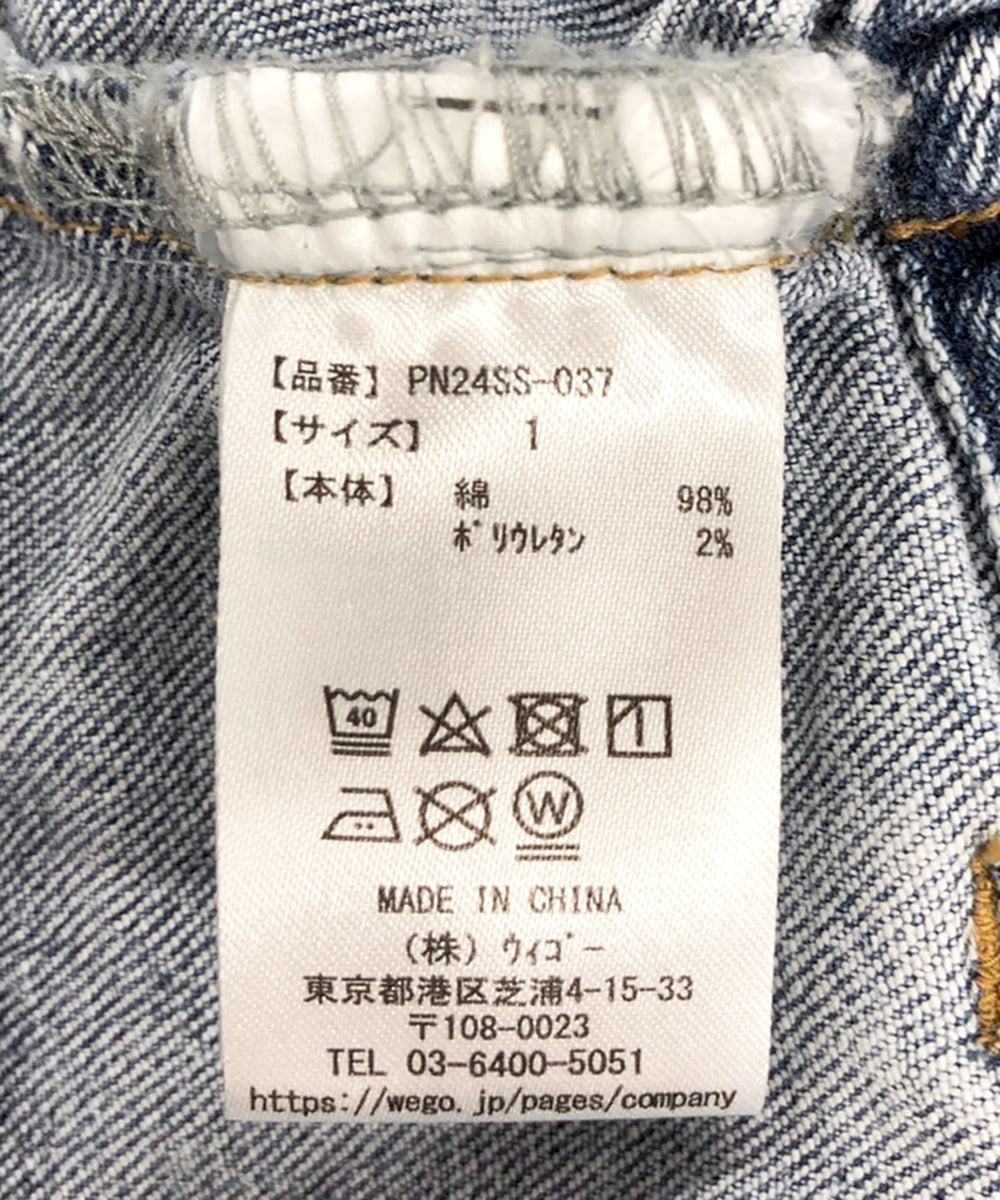 【品番】 PN24SS-037
【サイズ】 1
【本体】 綿 98%
ﾎﾟﾘｳﾚﾀﾝ 2%
40
W
MADE IN CHINA
（株）ｳｨｺﾞｰ
東京都港区芝浦4-15-33
〒108-0023
TEL 03-6400-5051
https://wego.jp/pages/company